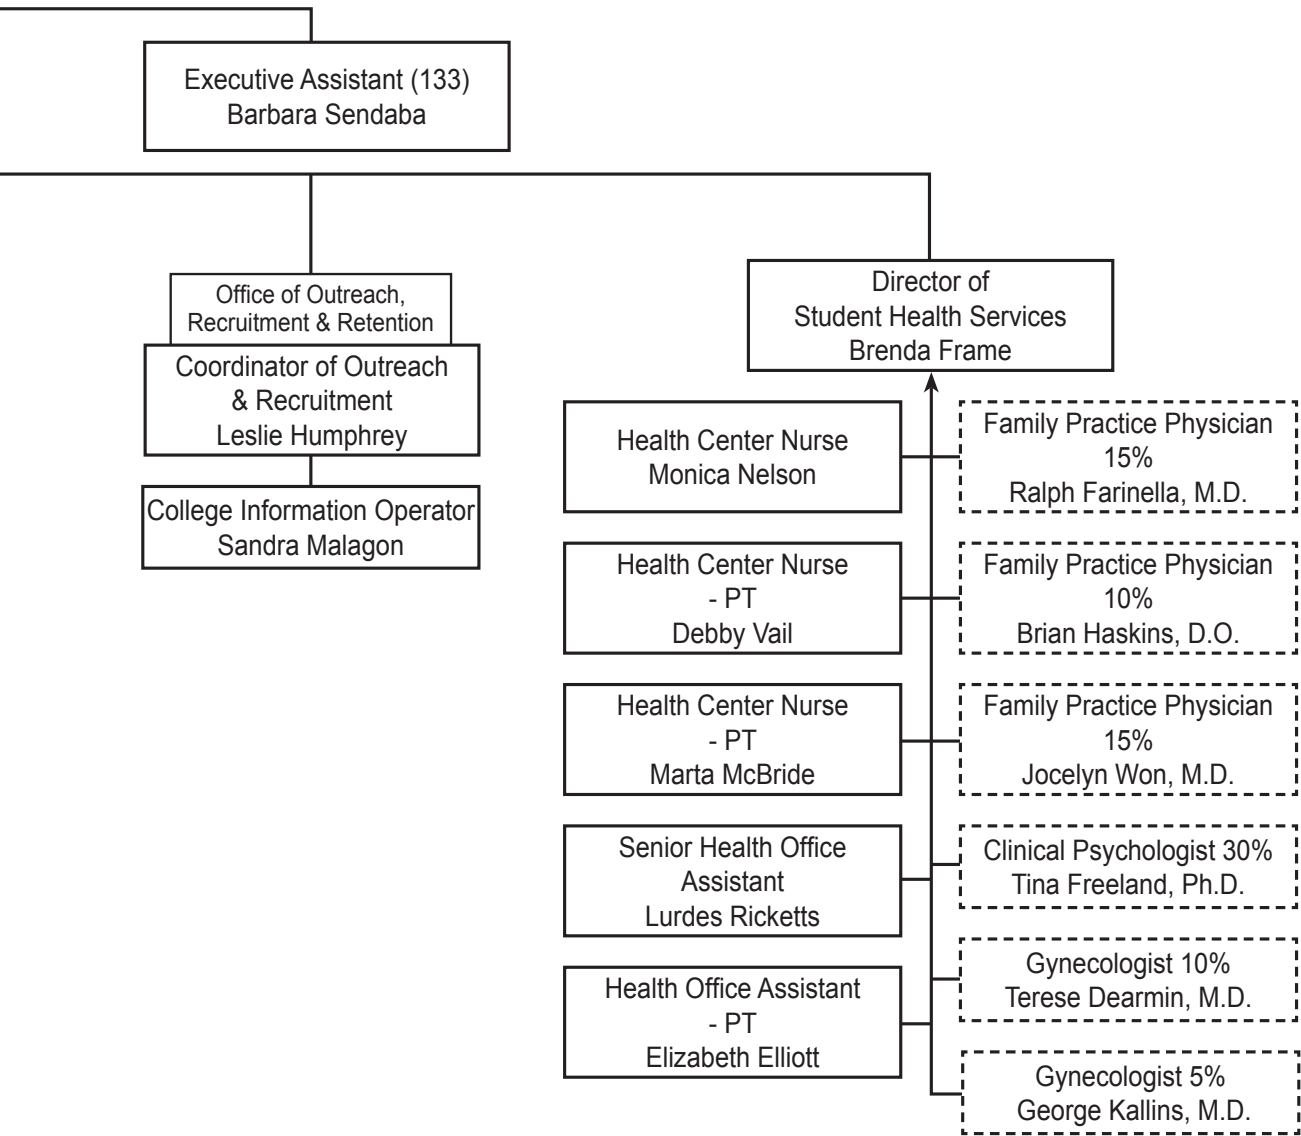 Executive Assistant (133)
Barbara Sendaba
Office of Outreach,
Recruitment & Retention
Coordinator of Outreach
& Recruitment
Leslie Humphrey
College Information Operator
Sandra Malagon
Director of
Student Health Services
Brenda Frame
Health Center Nurse
Monica Nelson
Family Practice Physician
15%
Ralph Farinella, M.D.
Health Center Nurse
- PT
Debby Vail
Family Practice Physician
10%
Brian Haskins, D.O.
Health Center Nurse
- PT
Marta McBride
Family Practice Physician
15%
Jocelyn Won, M.D.
Senior Health Office
Assistant
Lurdes Ricketts
Clinical Psychologist 30%
Tina Freeland, Ph.D.
Health Office Assistant
- PT
Elizabeth Elliott
Gynecologist 10%
Terese Dearmin, M.D.
Gynecologist 5%
George Kallins, M.D.